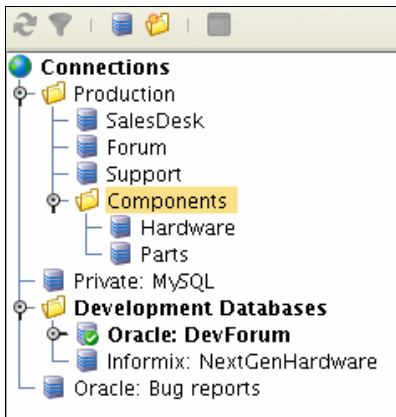 Connections
Production
SalesDesk
Forum
Support
Components
Hardware
Parts
Private: MySQL
Development Databases
Oracle: DevForum
Informix: NextGenHardware
Oracle: Bug reports